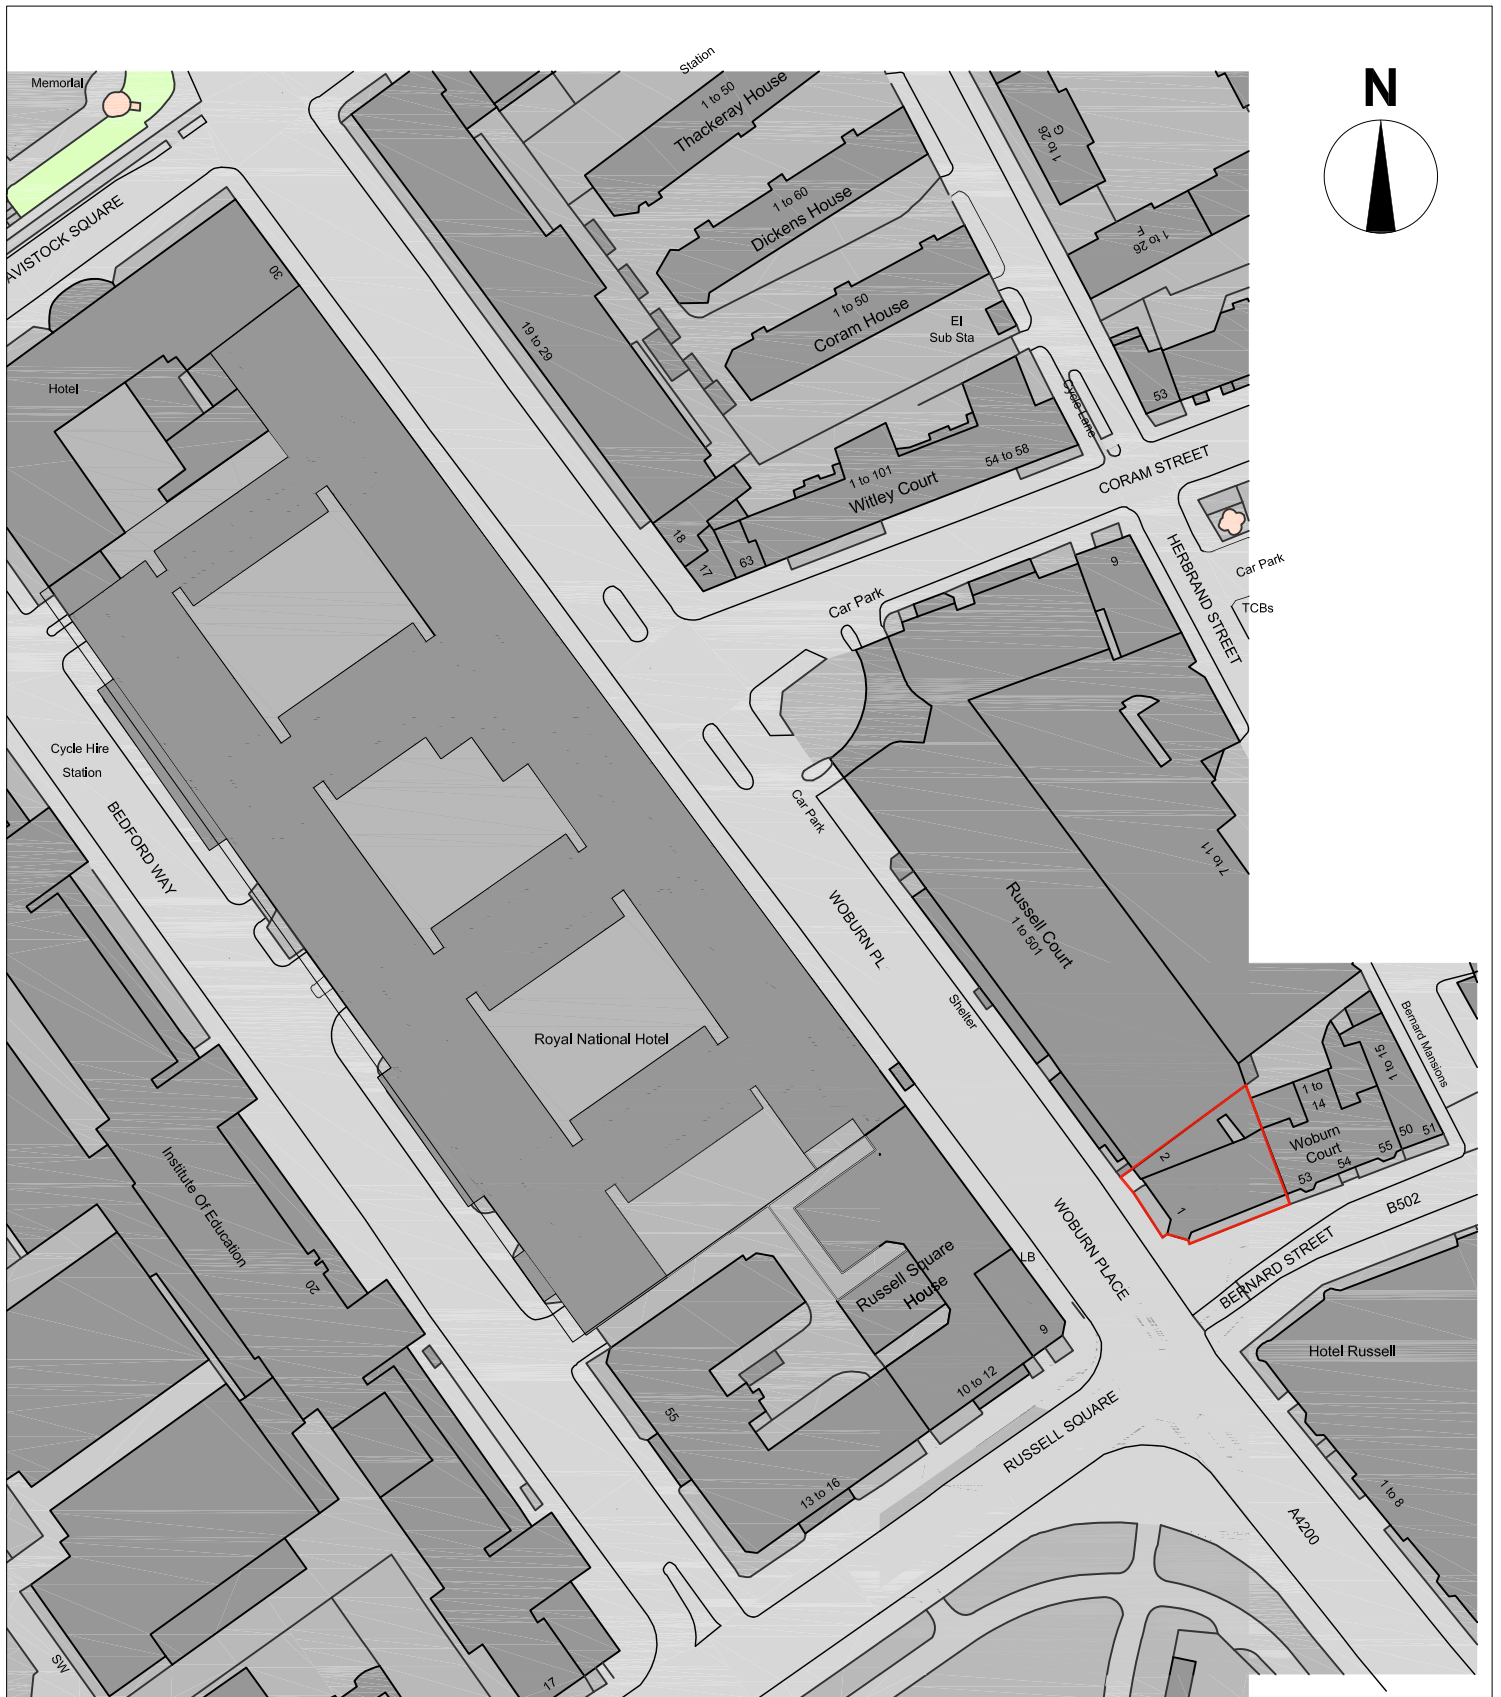 N
Memorial
Station
1 to 50
Thackeray House
1 to 26
G
AVISTOCK SQUARE
1 to 60
Dickens House
1 to 26
F
30
1 to 50
Coram House
El
Sub Sta
19 to 29
Hotel
Cycle Lane
53
1 to 101
Witley Court
54 to 58
CORAM STREET
18
17
63
9
HERBRAND STREET
Car Park
TCBs
Car Park
Cycle Hire
Station
BEDFORD WAY
Car Park
7 to 11
WOBURN PL
Russell Court
1 to 501
Shelter
Royal National Hotel
Bernard Mansions
1 to 15
1 to
14
Woburn
Court
50
51
55
54
53
2
1
Institute Of Education
20
B502
BERNARD STREET
WOBURN PLACE
LB
Russell Square
House
9
10 to 12
Hotel Russell
55
RUSSELL SQUARE
13 to 16
1 to 8
A4200
SW
17